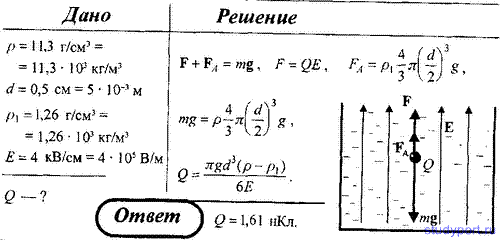 Дано
ρ = 11,3 г/см³ =
= 11,3 · 10³ кг/м³
d = 0,5 см = 5 · 10⁻³ м
ρ₁ = 1,26 г/см³ =
= 1,26 · 10³ кг/м³
E = 4 кВ/см = 4 · 10⁵ В/м
Q — ?
Решение
F + F_A = mg, F = QE, F_A = ρ₁ 4/3 π(d/2)³ g,
mg = ρ 4/3 π(d/2)³ g,
Q = πgd³(ρ – ρ₁)/6E.
F
E
F_A
Q
mg
Ответ
Q = 1,61 нКл.
studyport.ru